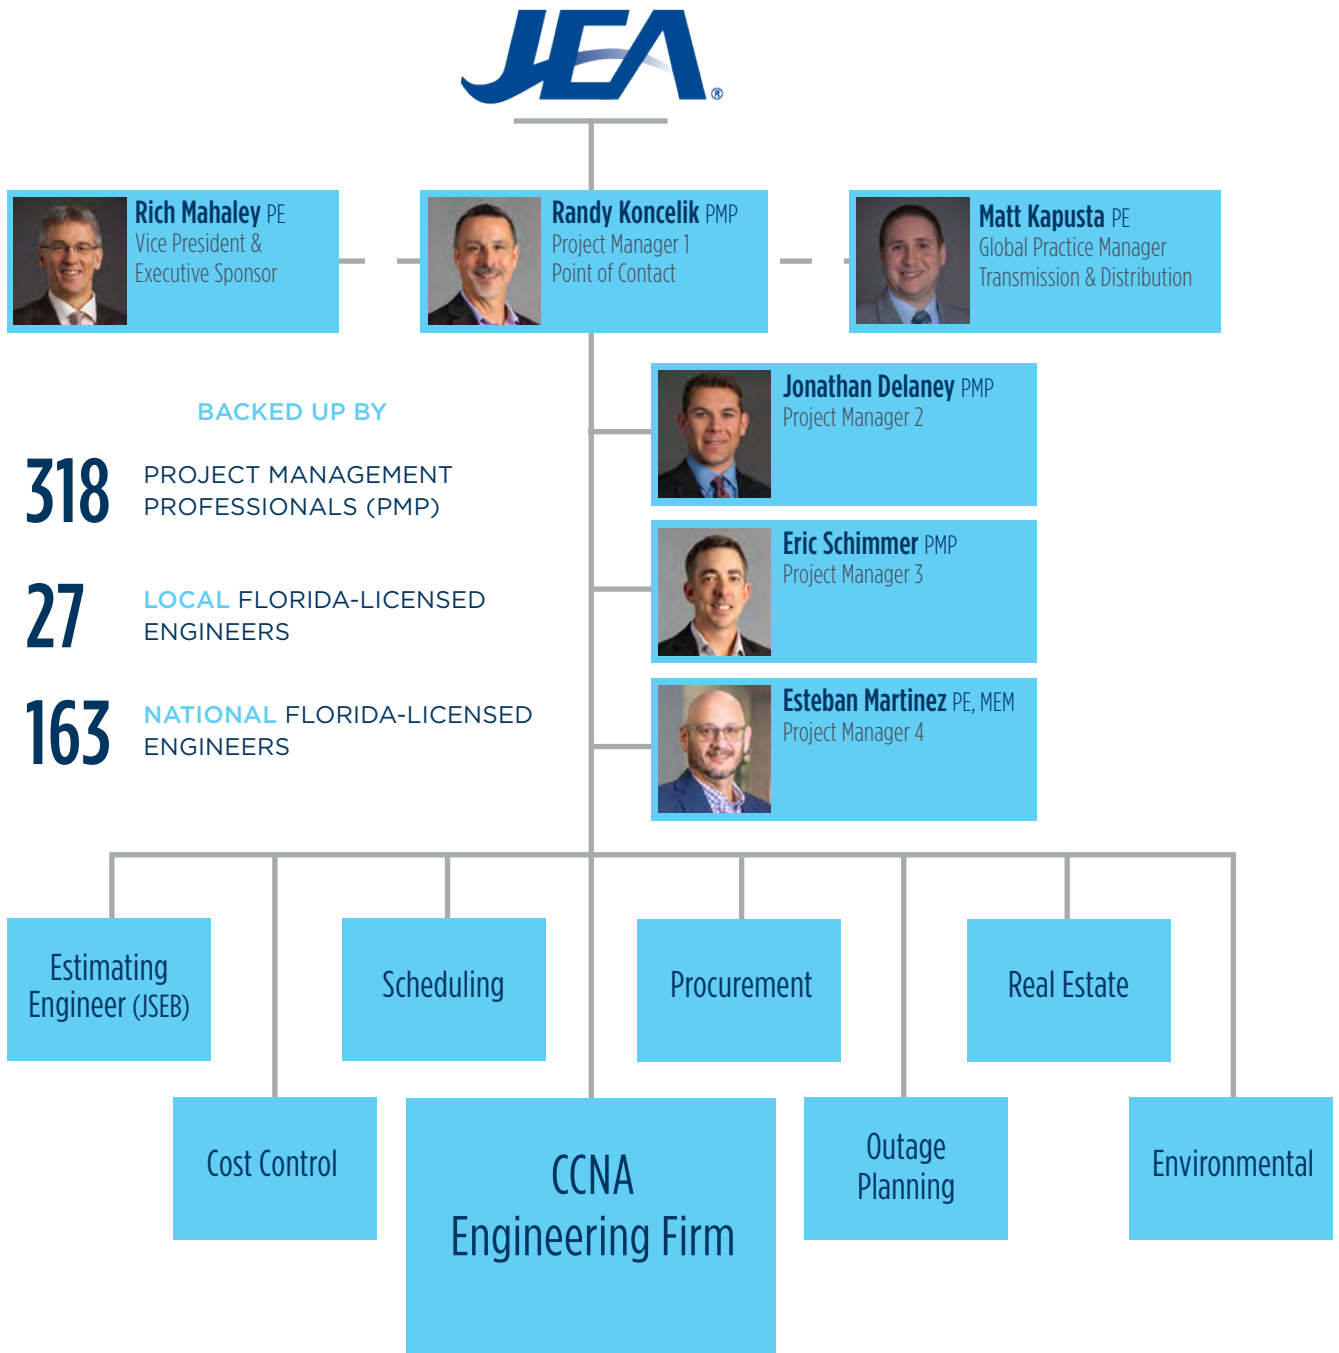 JEA®
Rich Mahaley PE
Vice President &
Executive Sponsor
Randy Koncelik PMP
Project Manager 1
Point of Contact
Matt Kapusta PE
Global Practice Manager
Transmission & Distribution
Jonathan Delaney PMP
Project Manager 2
BACKED UP BY
318
PROJECT MANAGEMENT
PROFESSIONALS (PMP)
Eric Schimmer PMP
Project Manager 3
27
LOCAL FLORIDA-LICENSED
ENGINEERS
Esteban Martinez PE, MEM
Project Manager 4
163
NATIONAL FLORIDA-LICENSED
ENGINEERS
Estimating
Engineer (JSEB)
Scheduling
Procurement
Real Estate
Cost Control
CCNA
Engineering Firm
Outage
Planning
Environmental